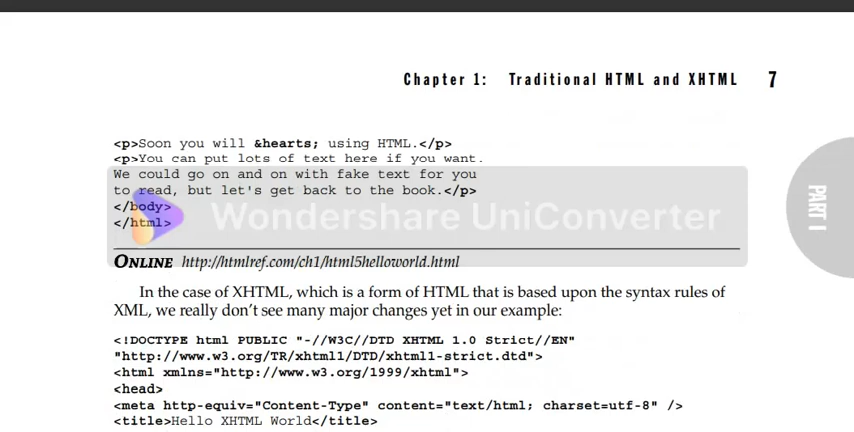 Chapter 1: Traditional HTML and XHTML 7
<p>Soon you will &hearts; using HTML.</p>
<p>You can put lots of text here if you want.
We could go on and on with fake text for you
to read, but let's get back to the book.</p>
</body>
</html>
Wondershare UniConverter
PART I
ONLINE http://htmlref.com/ch1/html5helloworld.html
In the case of XHTML, which is a form of HTML that is based upon the syntax rules of
XML, we really don't see many major changes yet in our example:
<!DOCTYPE html PUBLIC "-//W3C//DTD XHTML 1.0 Strict//EN"
"http://www.w3.org/TR/xhtml1/DTD/xhtml1-strict.dtd">
<html xmlns="http://www.w3.org/1999/xhtml">
<head>
<meta http-equiv="Content-Type" content="text/html; charset=utf-8" />
<title>Hello XHTML World</title>